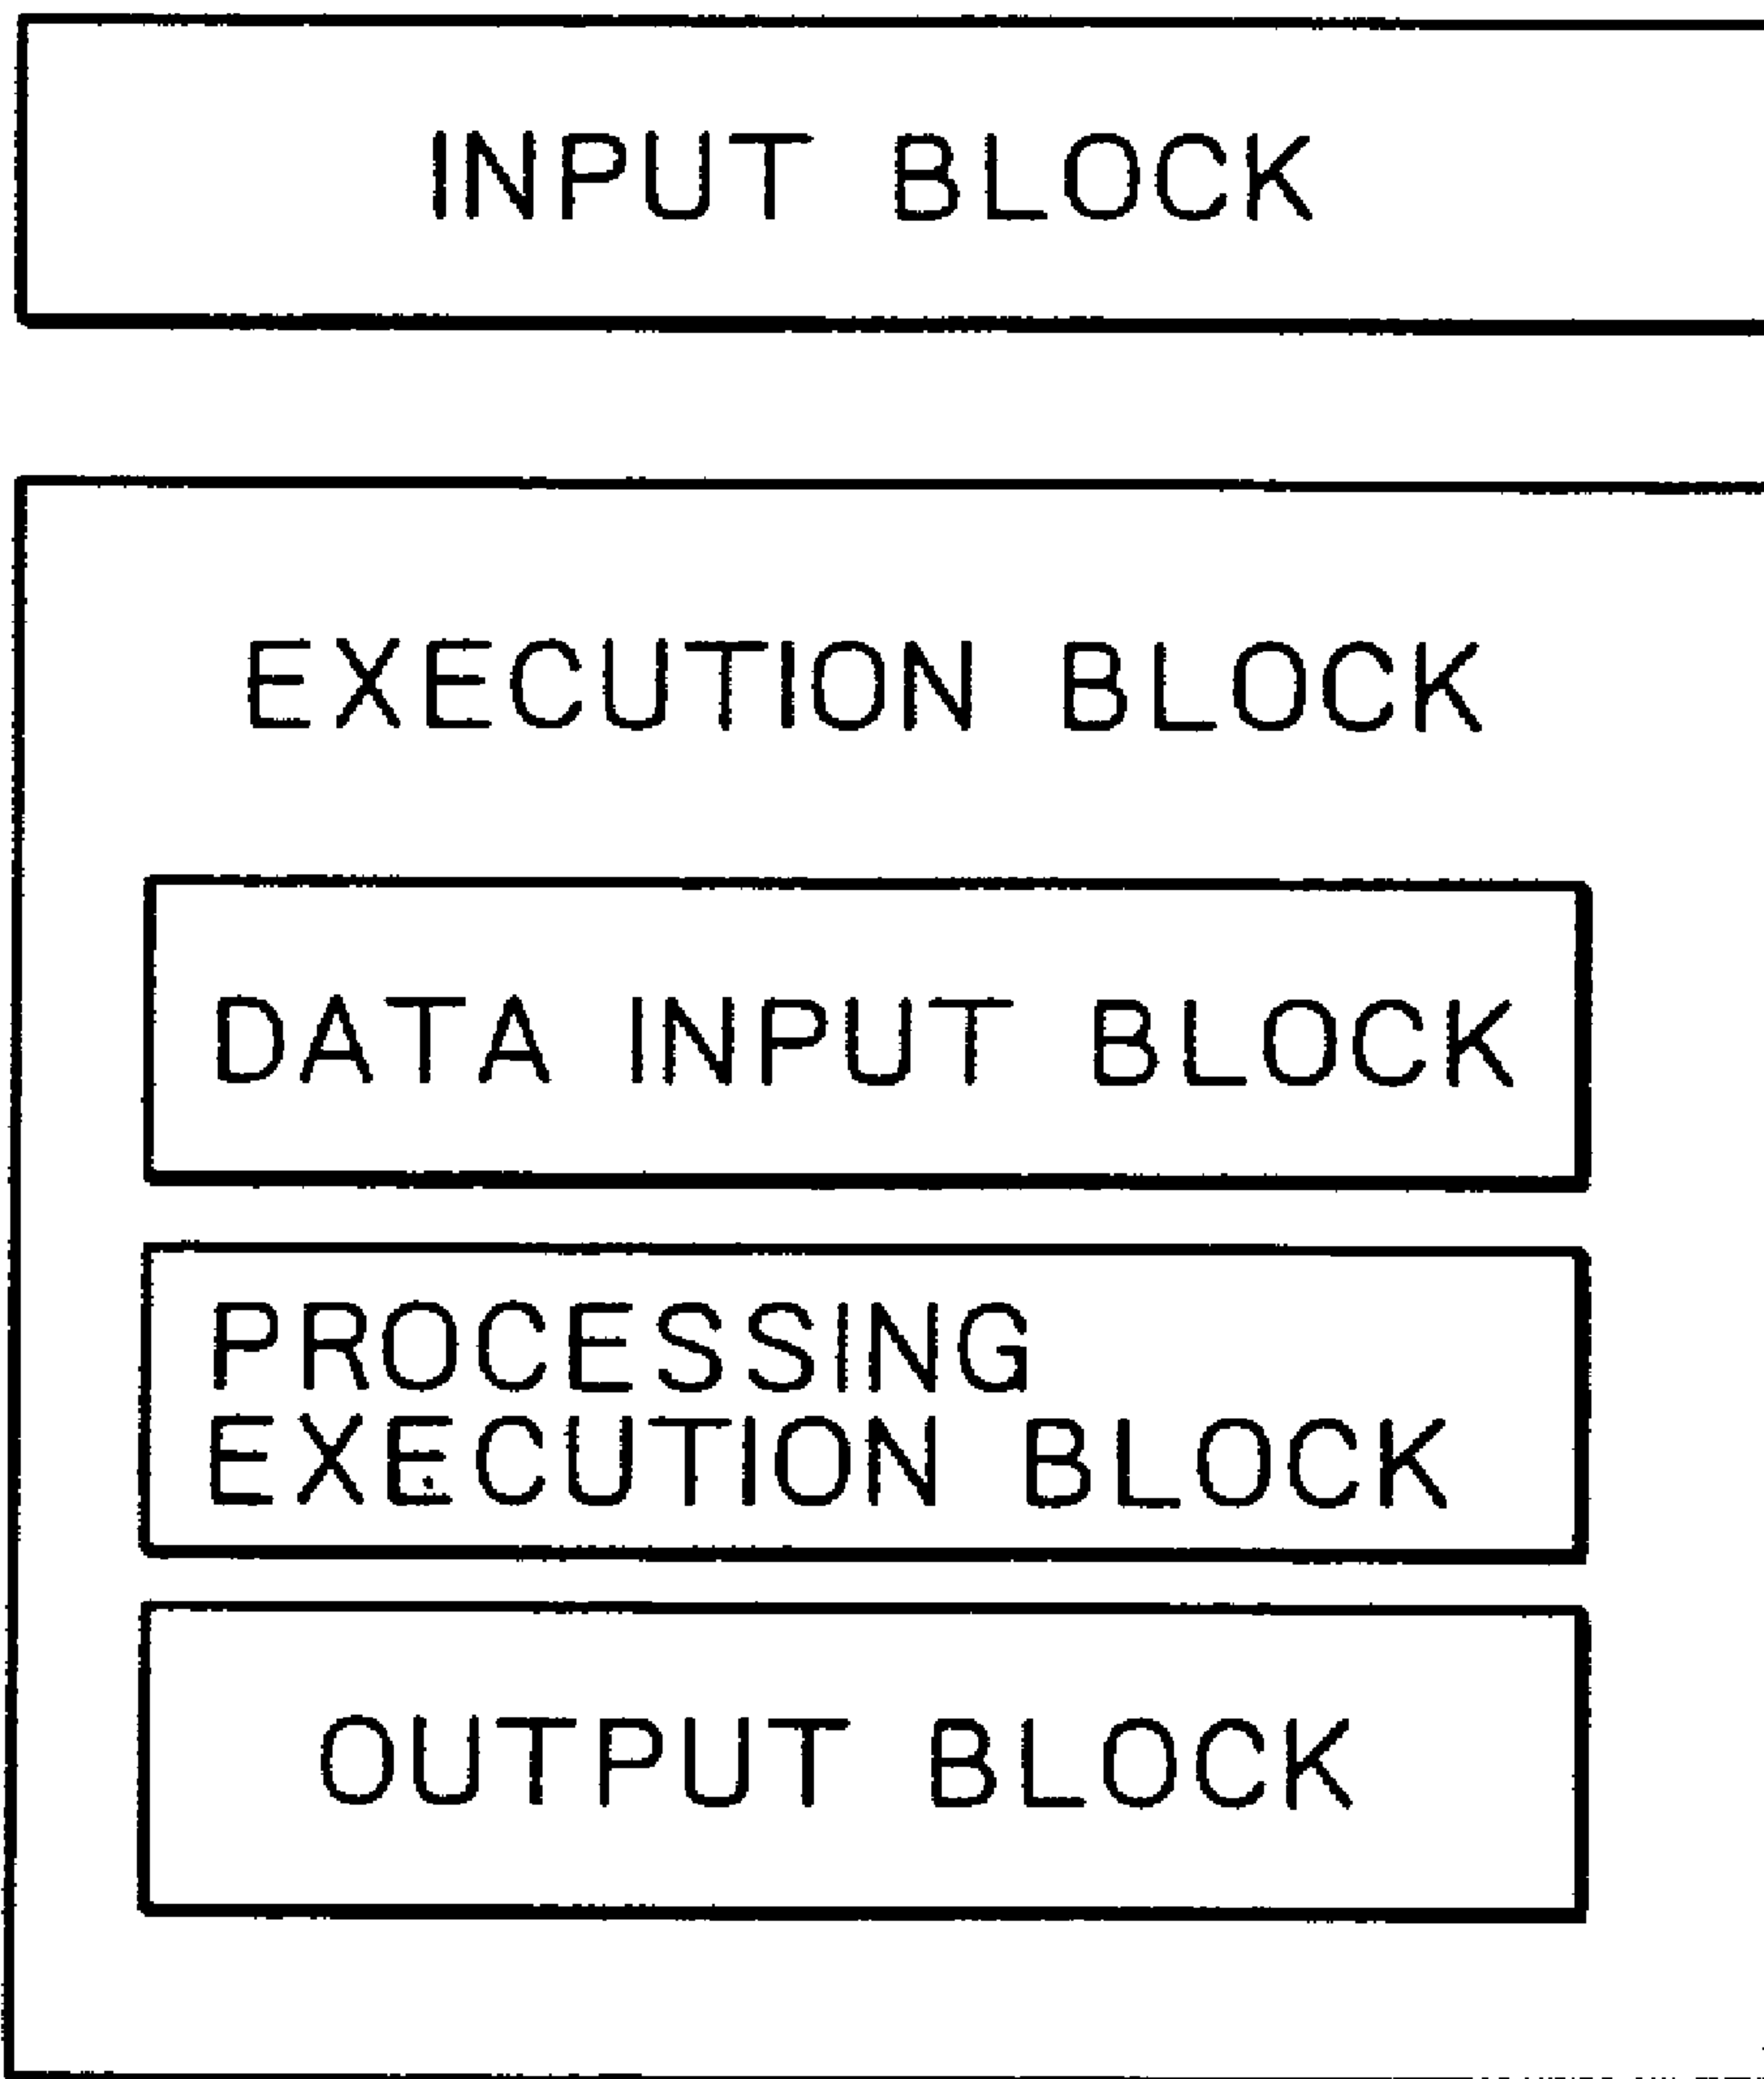 INPUT BLOCK
EXECUTION BLOCK
DATA INPUT BLOCK
PROCESSING
EXECUTION BLOCK
OUTPUT BLOCK